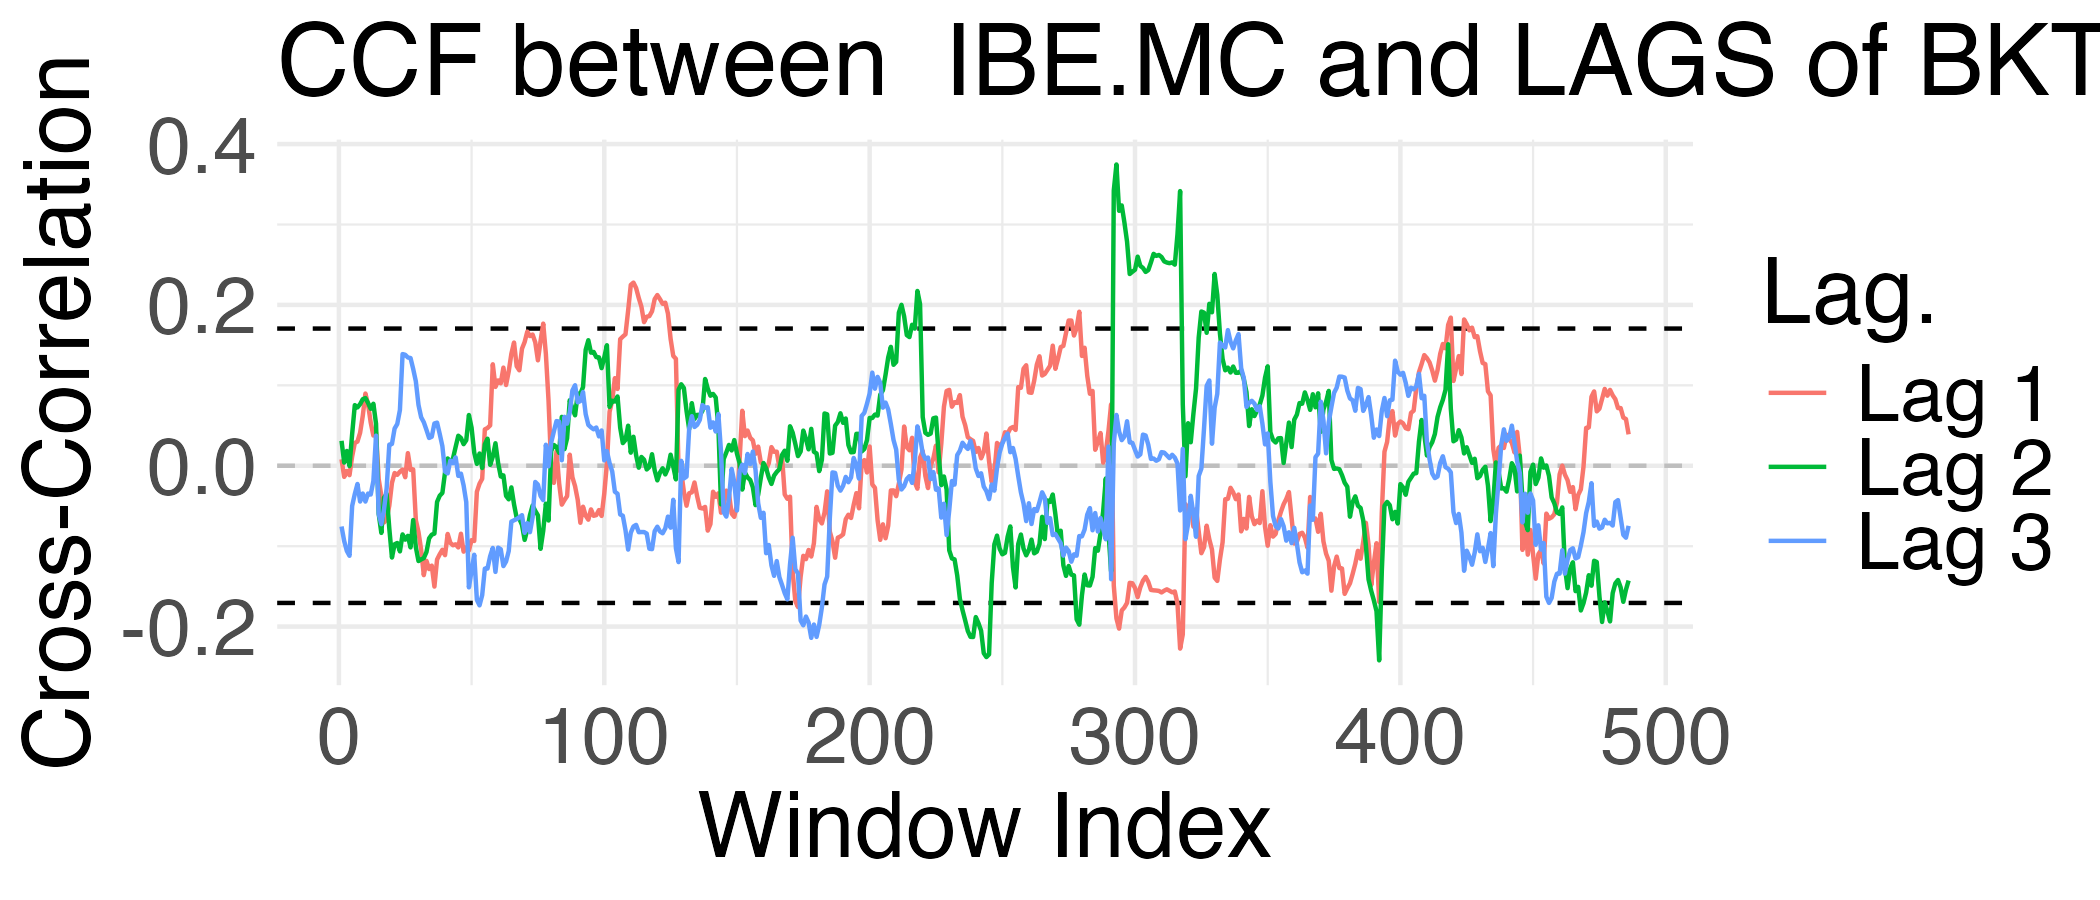 CCF between IBE.MC and LAGS of BKT
Cross-Correlation
0.4
0.2
0.0
-0.2
0 100 200 300 400 500
Window Index
Lag.
Lag 1
Lag 2
Lag 3